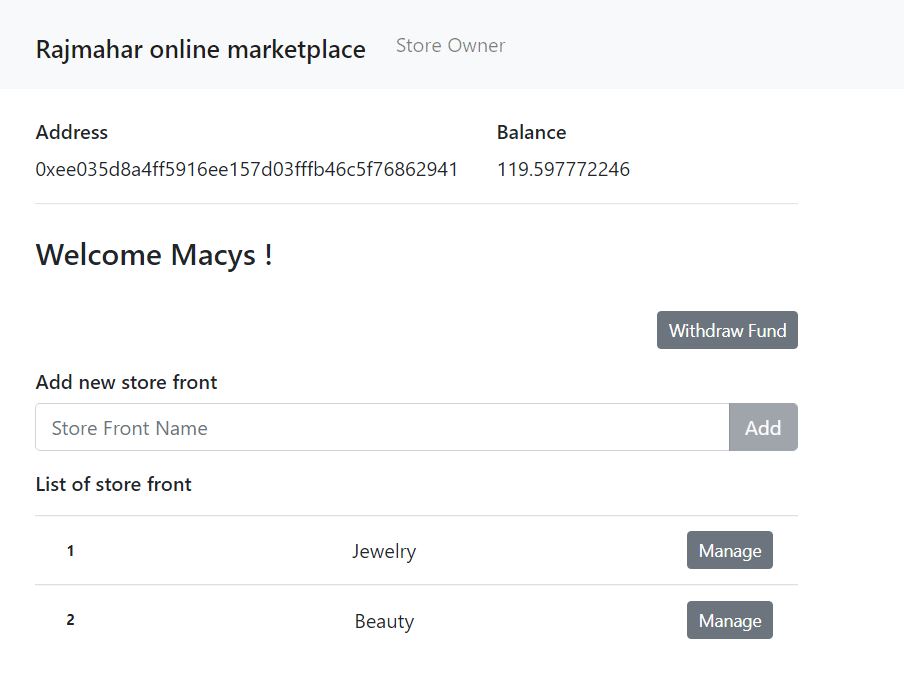 Rajmahar online marketplace Store Owner
Address Balance
0xee035d8a4ff5916ee157d03fffb46c5f76862941 119.597772246
Welcome Macys !
Withdraw Fund
Add new store front
Store Front Name Add
List of store front
1 Jewelry Manage
2 Beauty Manage